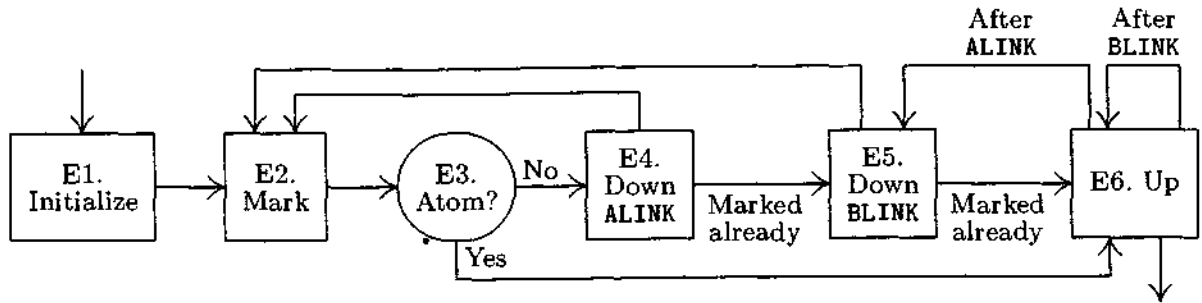 After
ALINK
After
BLINK
E1.
Initialize
E2.
Mark
E3.
Atom?
No
E4.
Down
ALINK
Marked
already
E5.
Down
BLINK
Marked
already
E6. Up
Yes